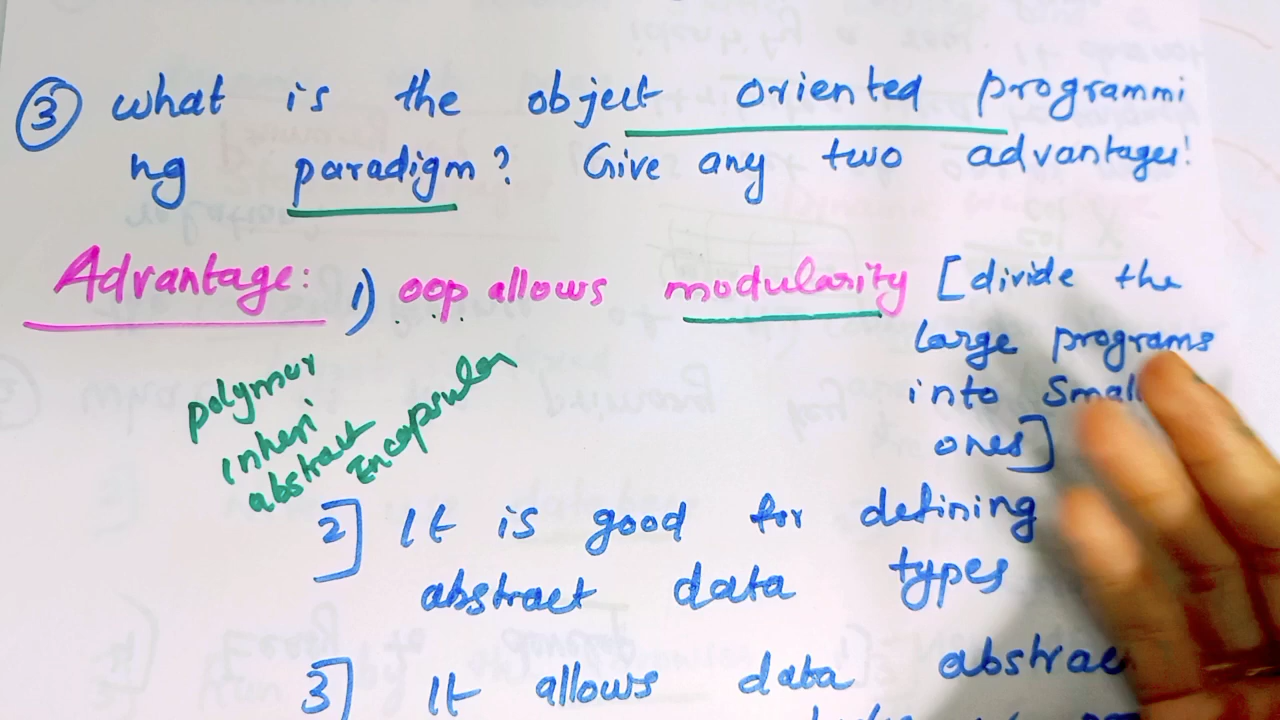 ③ what is the object oriented programmi
ng paradigm? Give any two advantages!
Advantage: 1) oop allows modularity [divide the
large programs
into Small
ones]
polymor
inheri
abstract
Encapsula
2] It is good for defining
abstract data types
3] It allows data abstrac